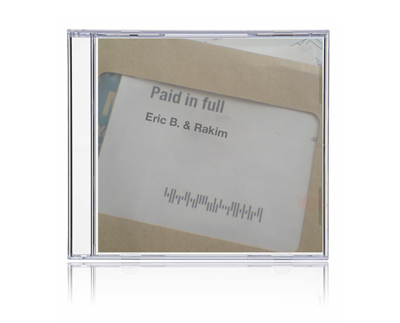 Paid in full
Eric B. & Rakim